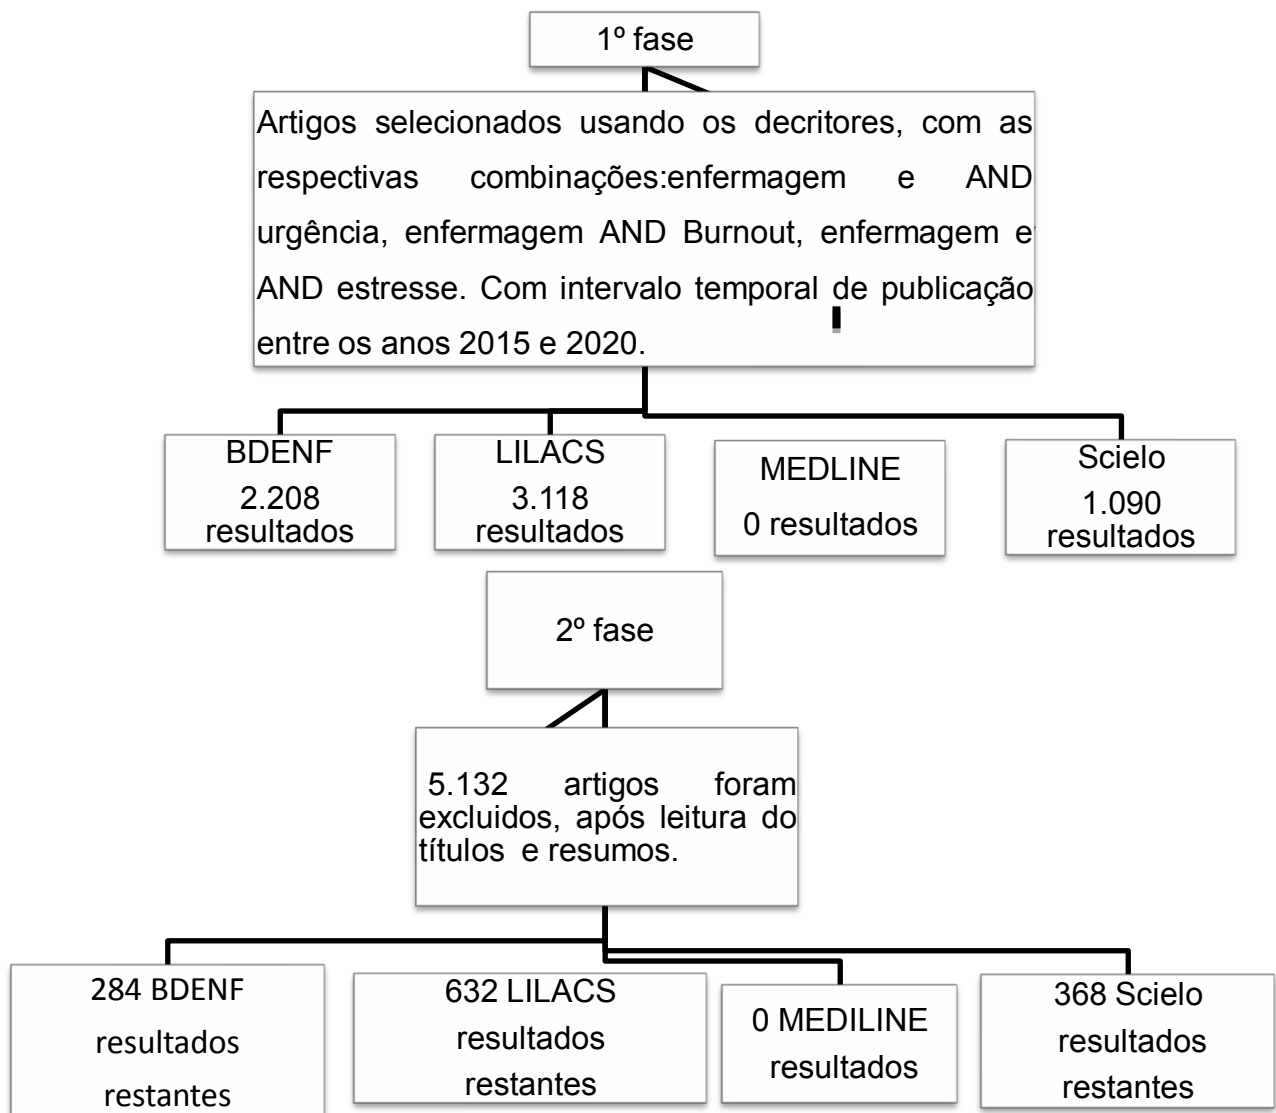 1º fase
Artigos selecionados usando os decritores, com as
respectivas combinações:enfermagem e AND
urgência, enfermagem AND Burnout, enfermagem e
AND estresse. Com intervalo temporal de publicação
entre os anos 2015 e 2020.
BDENF
2.208
resultados
LILACS
3.118
resultados
MEDLINE
0 resultados
Scielo
1.090
resultados
2º fase
5.132 artigos foram
excluidos, após leitura do
títulos e resumos.
284 BDENF
resultados
restantes
632 LILACS
resultados
restantes
0 MEDILINE
resultados
368 Scielo
resultados
restantes